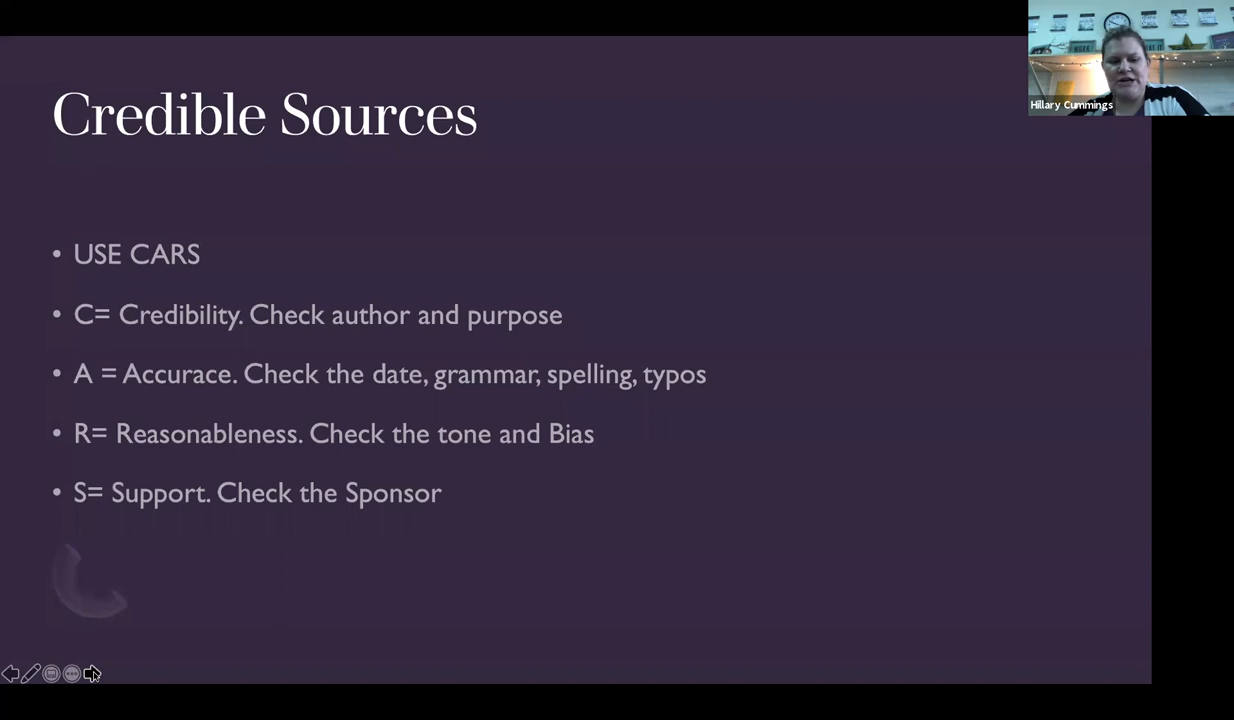 Credible Sources
• USE CARS
• C= Credibility. Check author and purpose
• A = Accurace. Check the date, grammar, spelling, typos
• R= Reasonableness. Check the tone and Bias
• S= Support. Check the Sponsor
Hillary Cummings